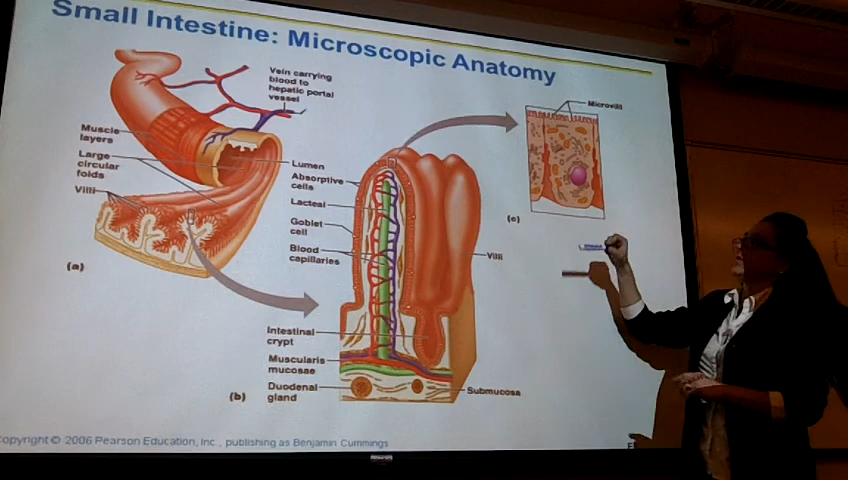 Small Intestine: Microscopic Anatomy
Vein carrying
blood to
hepatic portal
vessel
Muscle
layers
Large
circular
folds
Villi
(a)
Lumen
Absorptive
cells
Lacteal
Goblet
cell
Blood
capillaries
Villi
Intestinal
crypt
Muscularis
mucosae
Duodenal
gland
Submucosa
(b)
Microvilli
(c)
Copyright © 2006 Pearson Education, Inc., publishing as Benjamin Cummings